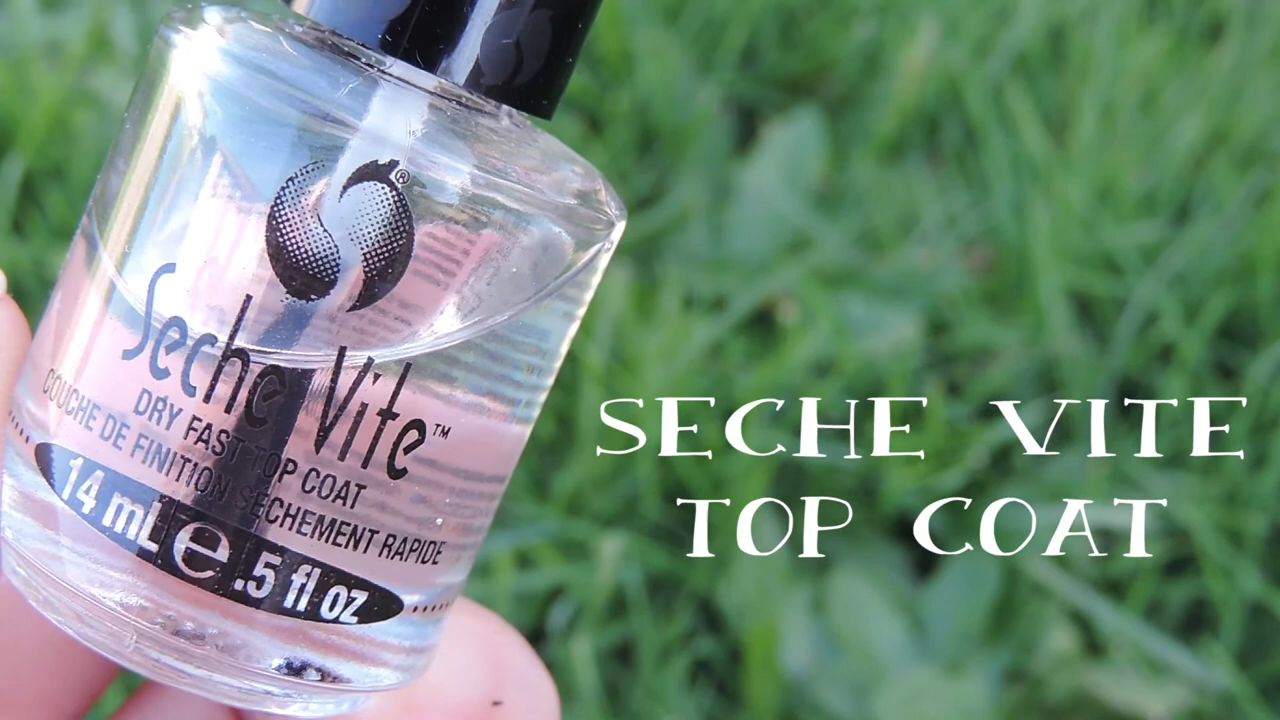 ®
Seche Vite™
DRY FAST TOP COAT
COUCHE DE FINITION SÉCHEMENT RAPIDE
14 mL e .5 fl oz
SECHE VITE
TOP COAT